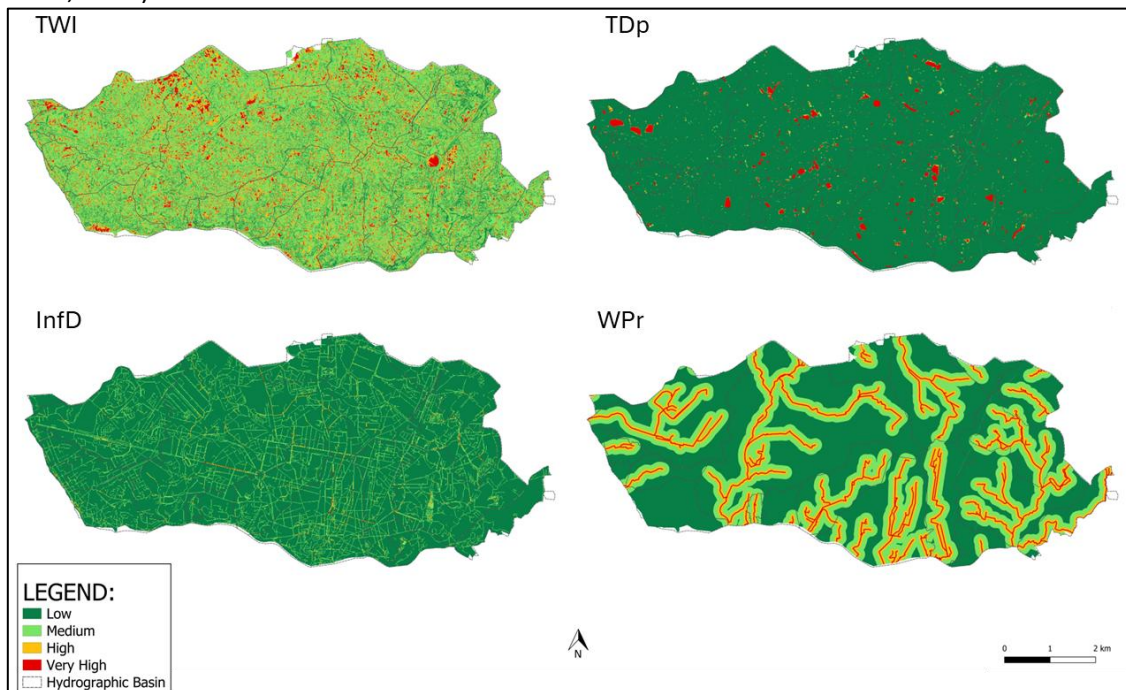 TWI
TDp
InfD
WPr
LEGEND:
Low
Medium
High
Very High
Hydrographic Basin
N
0 1 2 km